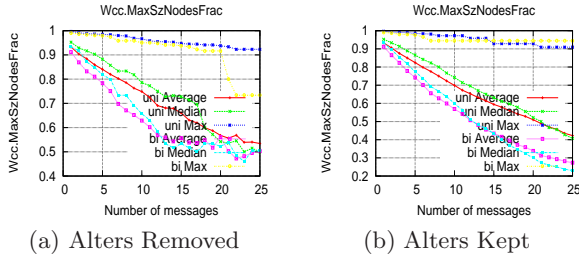 Wcc.MaxSzNodesFrac
Wcc.MaxSzNodesFrac
1
0.9
0.8
0.7
0.6
0.5
0.4
0
5
10
15
20
25
Number of messages
uni Average
uni Median
uni Max
bi Average
bi Median
bi Max
(a) Alters Removed
Wcc.MaxSzNodesFrac
Wcc.MaxSzNodesFrac
1
0.9
0.8
0.7
0.6
0.5
0.4
0.3
0.2
0
5
10
15
20
25
Number of messages
uni Average
uni Median
uni Max
bi Average
bi Median
bi Max
(b) Alters Kept